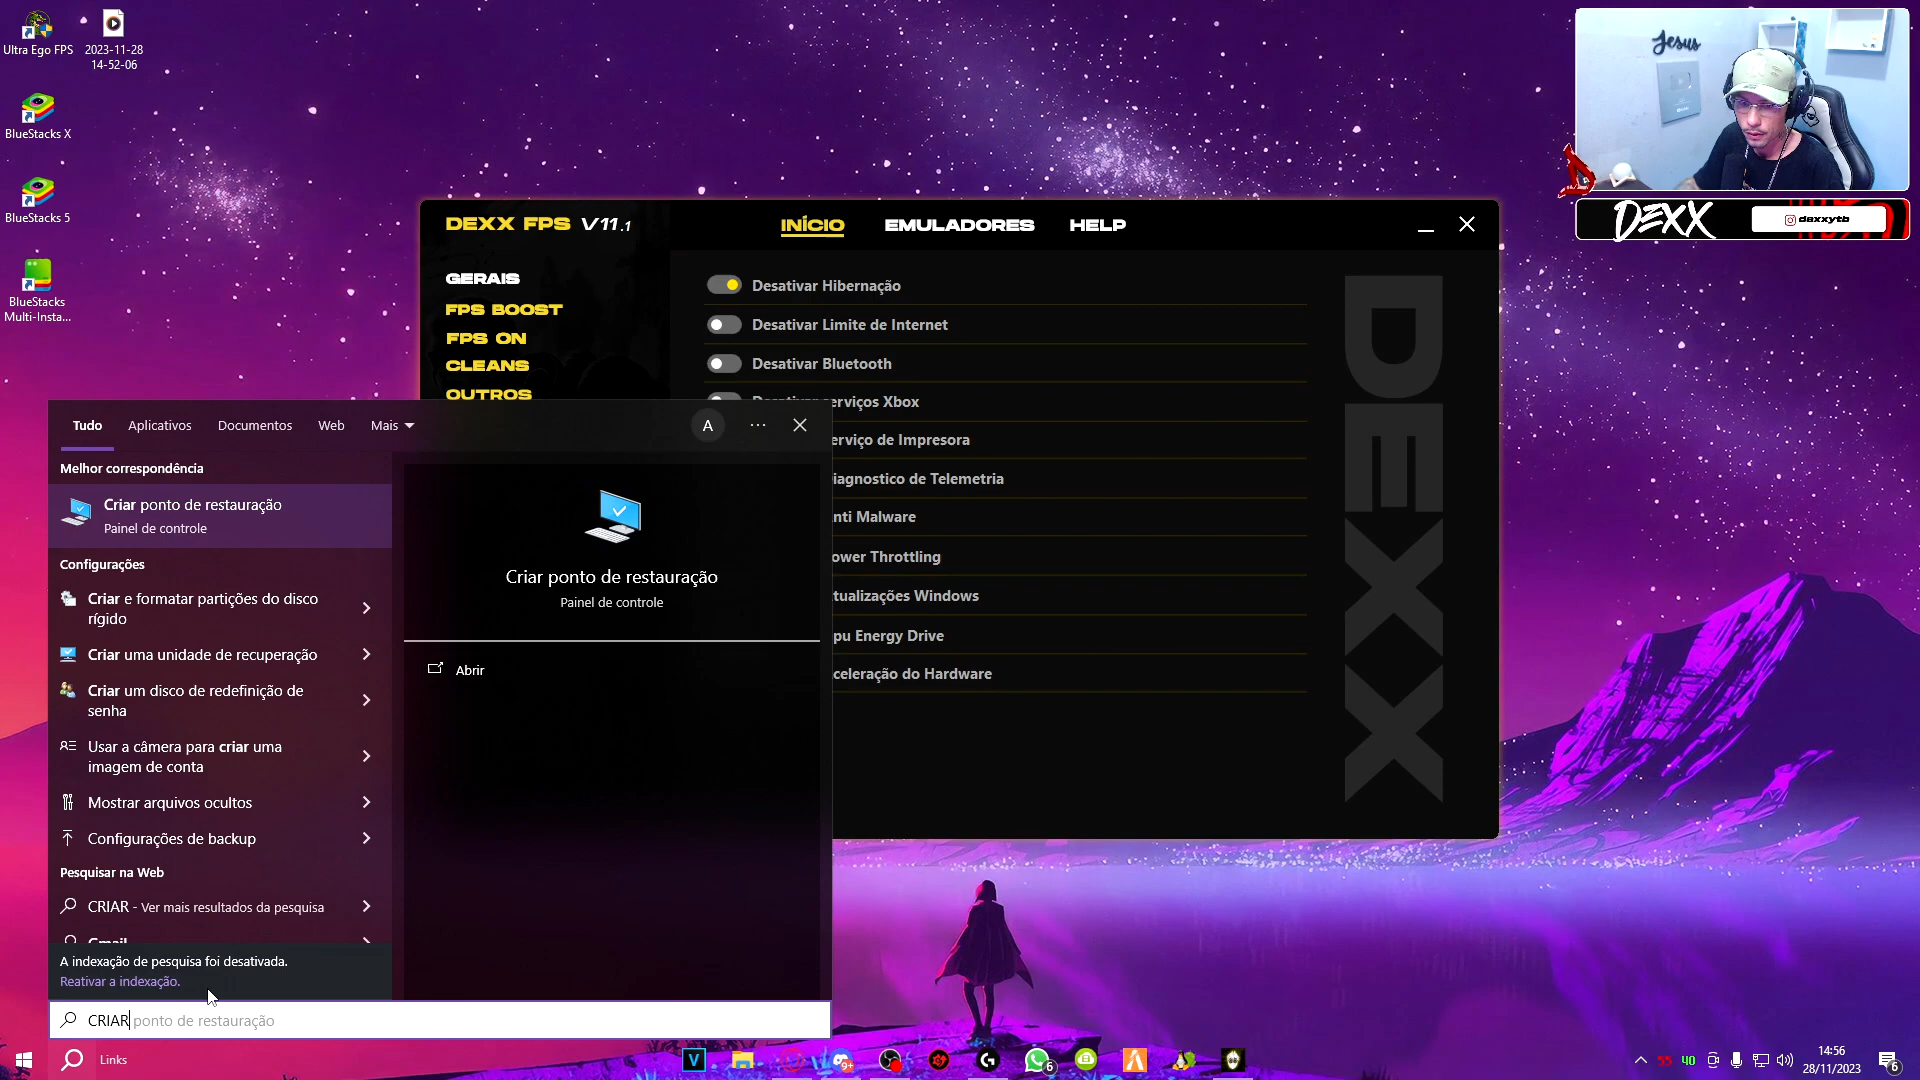 Ultra Ego FPS
2023-11-28
14-52-06
BlueStacks X
BlueStacks 5
BlueStacks
Multi-Insta...
Jesus
DEXX
dexxytb
DEXX FPS V11.1
INÍCIO
EMULADORES
HELP
GERAIS
FPS BOOST
FPS ON
CLEANS
OUTROS
Desativar Hibernação
Desativar Limite de Internet
Desativar Bluetooth
erviços Xbox
erviço de Impresora
iagnostico de Telemetria
nti Malware
ower Throttling
tualizações Windows
pu Energy Drive
celeração do Hardware
DEXX
Tudo
Aplicativos
Documentos
Web
Mais
A
Melhor correspondência
Criar ponto de restauração
Painel de controle
Configurações
Criar e formatar partições do disco
rígido
Criar uma unidade de recuperação
Criar um disco de redefinição de
senha
Usar a câmera para criar uma
imagem de conta
Mostrar arquivos ocultos
Configurações de backup
Pesquisar na Web
CRIAR - Ver mais resultados da pesquisa
Gmail
A indexação de pesquisa foi desativada.
Reativar a indexação.
CRIAR ponto de restauração
Criar ponto de restauração
Painel de controle
Abrir
Links
V
9+
6
55
40
14:56
28/11/2023
6